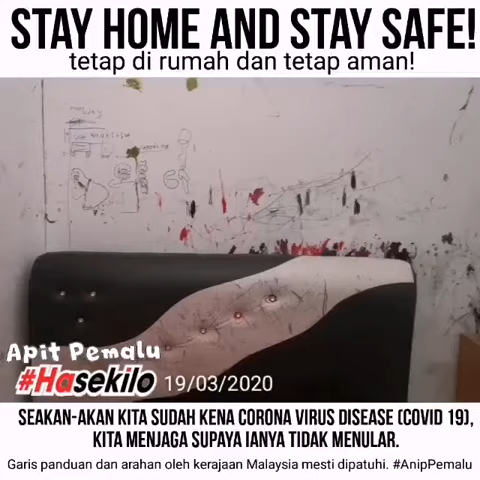 STAY HOME AND STAY SAFE!
tetap di rumah dan tetap aman!
Apit Pemalu
#Hasekilo 19/03/2020
SEAKAN-AKAN KITA SUDAH KENA CORONA VIRUS DISEASE (COVID 19),
KITA MENJAGA SUPAYA IANYA TIDAK MENULAR.
Garis panduan dan arahan oleh kerajaan Malaysia mesti dipatuhi. #AnipPemalu